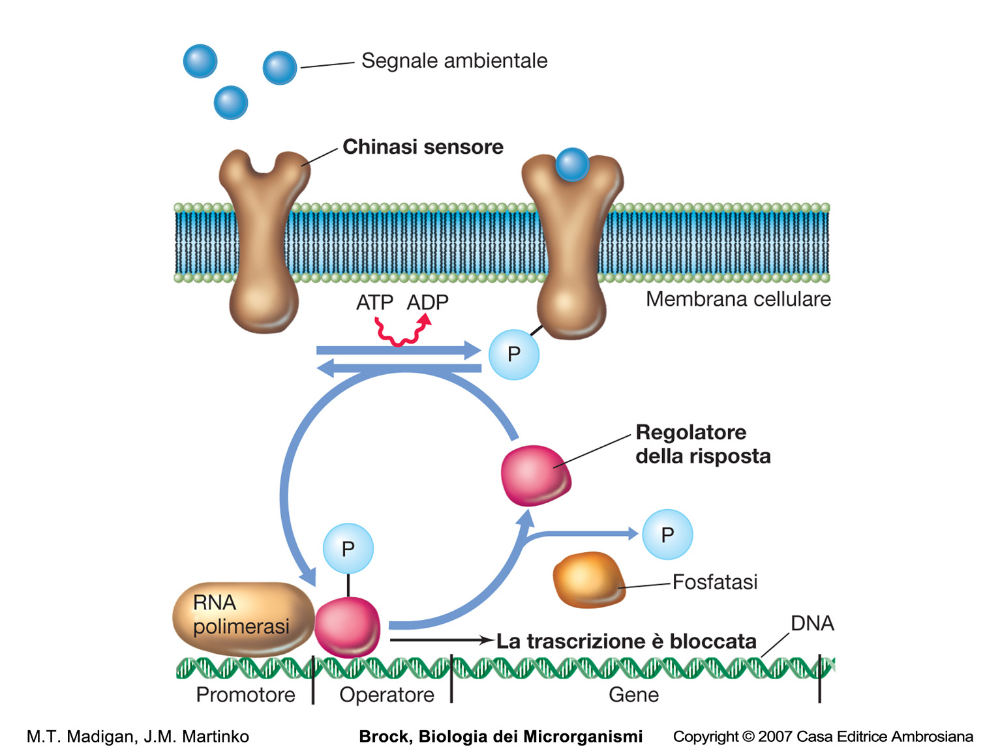 Segnale ambientale
Chinasi sensore
Membrana cellulare
ATP ADP
P
Regolatore
della risposta
P
P
Fosfatasi
RNA
polimerasi
DNA
La trascrizione è bloccata
Promotore Operatore Gene
M.T. Madigan, J.M. Martinko Brock, Biologia dei Microrganismi Copyright © 2007 Casa Editrice Ambrosiana